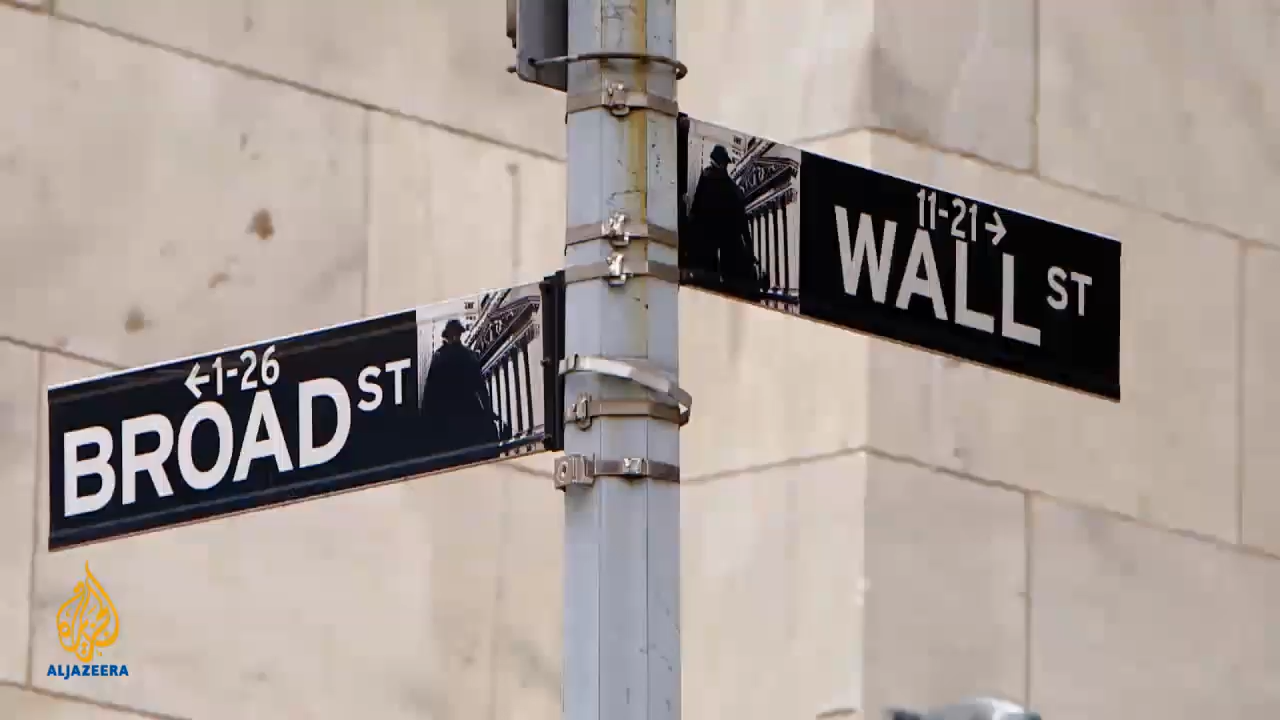 11-21→
WALL ST
←1-26
BROAD ST
ALJAZEERA